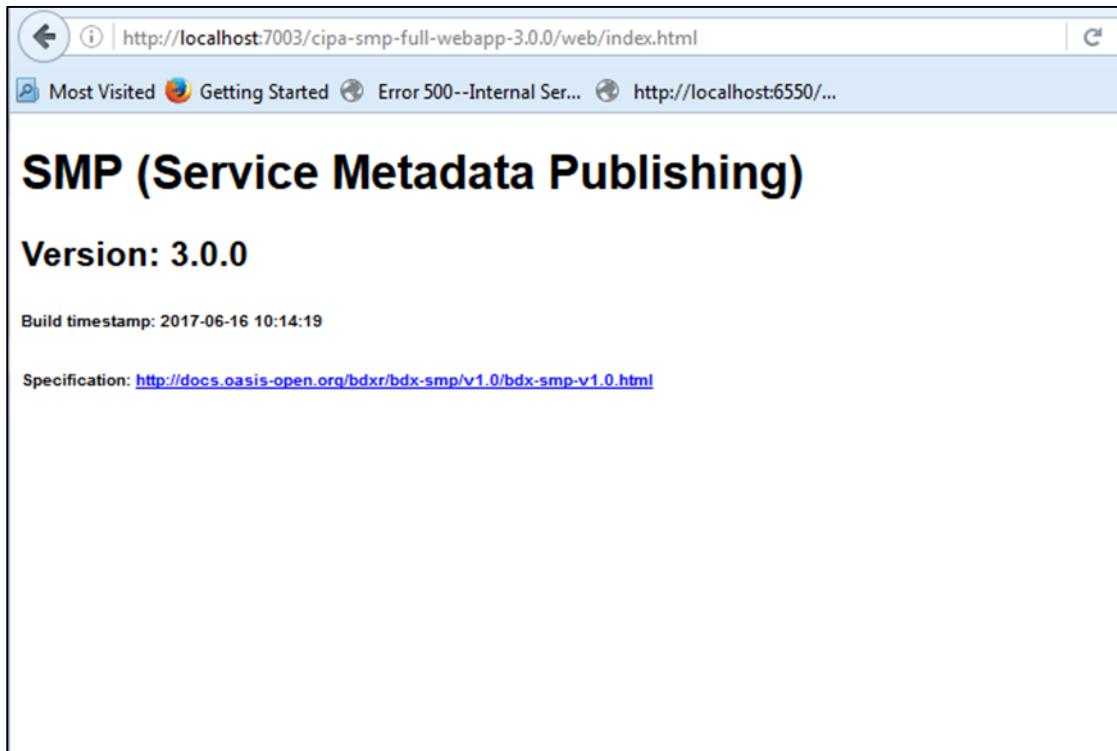 http://localhost:7003/cipa-smp-full-webapp-3.0.0/web/index.html
Most Visited Getting Started Error 500--Internal Ser... http://localhost:6550/...
SMP (Service Metadata Publishing)
Version: 3.0.0
Build timestamp: 2017-06-16 10:14:19
Specification: http://docs.oasis-open.org/bdxr/bdx-smp/v1.0/bdx-smp-v1.0.html